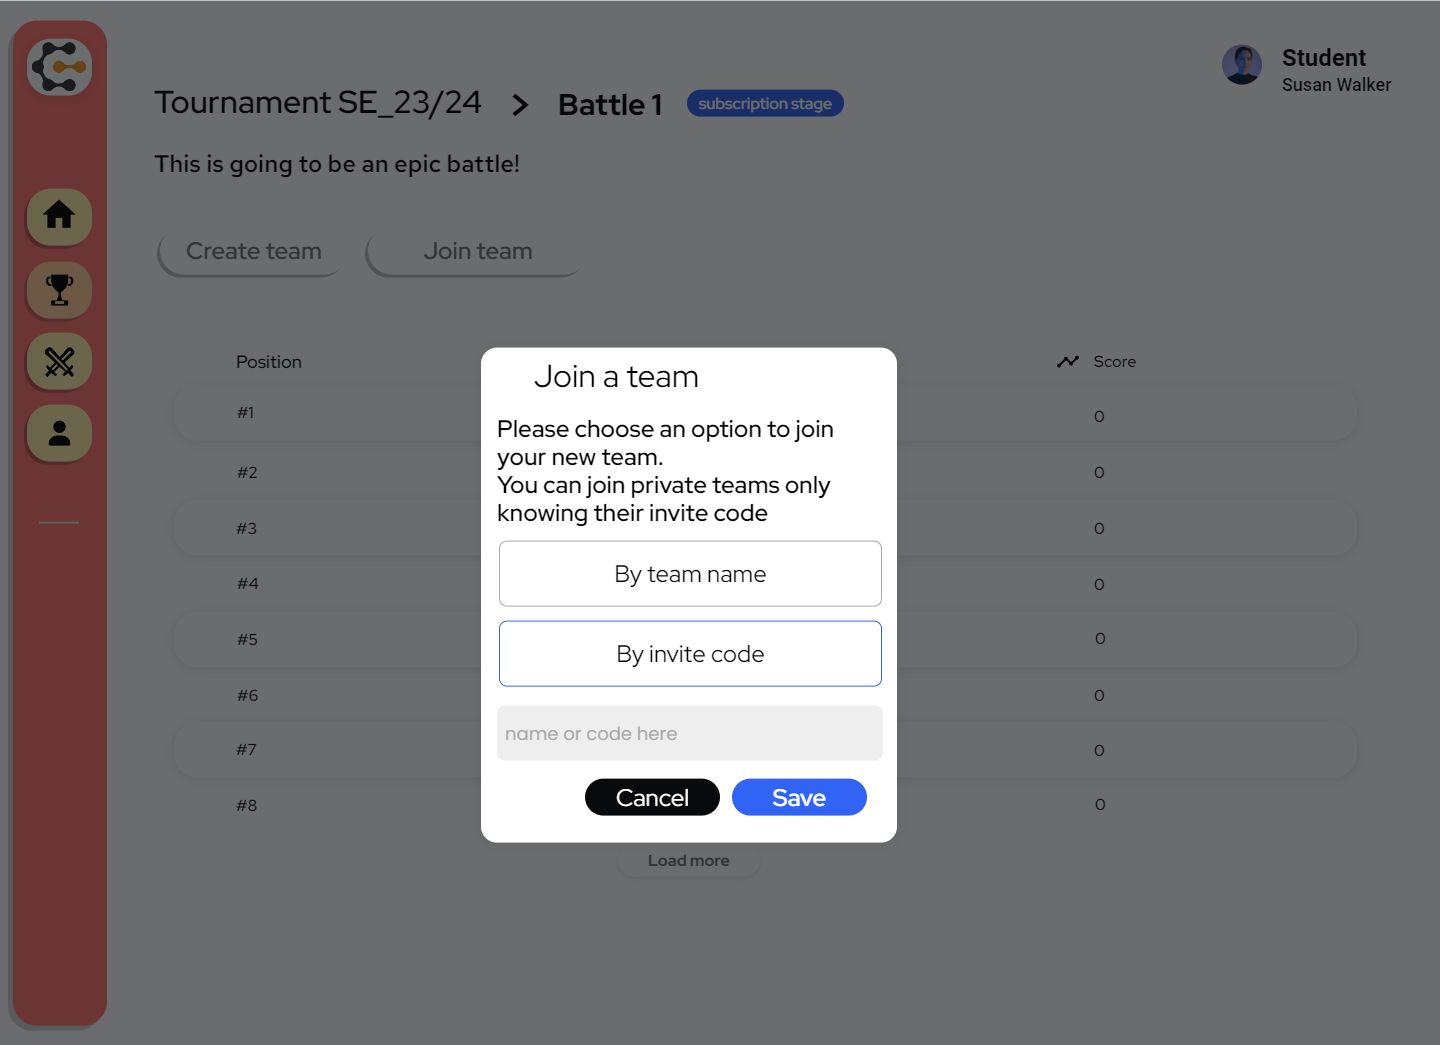 Student
Susan Walker
Tournament SE_23/24 > Battle 1 subscription stage
This is going to be an epic battle!
Create team Join team
Position Score
#1 0
#2 0
#3 0
#4 0
#5 0
#6 0
#7 0
#8 0
Join a team
Please choose an option to join
your new team.
You can join private teams only
knowing their invite code
By team name
By invite code
name or code here
Cancel Save
Load more